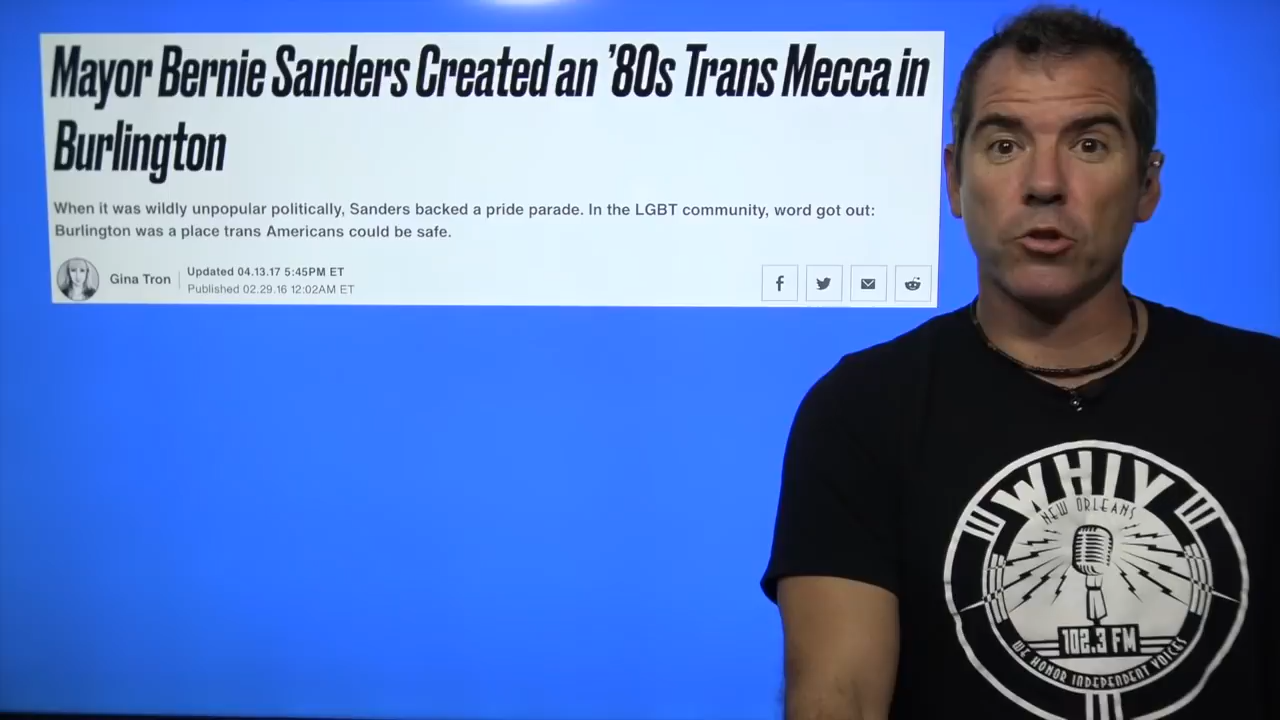 Mayor Bernie Sanders Created an '80s Trans Mecca in
Burlington
When it was wildly unpopular politically, Sanders backed a pride parade. In the LGBT community, word got out:
Burlington was a place trans Americans could be safe.
Gina Tron
Updated 04.13.17 5:45PM ET
Published 02.29.16 12:02AM ET
WHIV
NEW ORLEANS
102.3 FM
WE HONOR INDEPENDENT VOICES